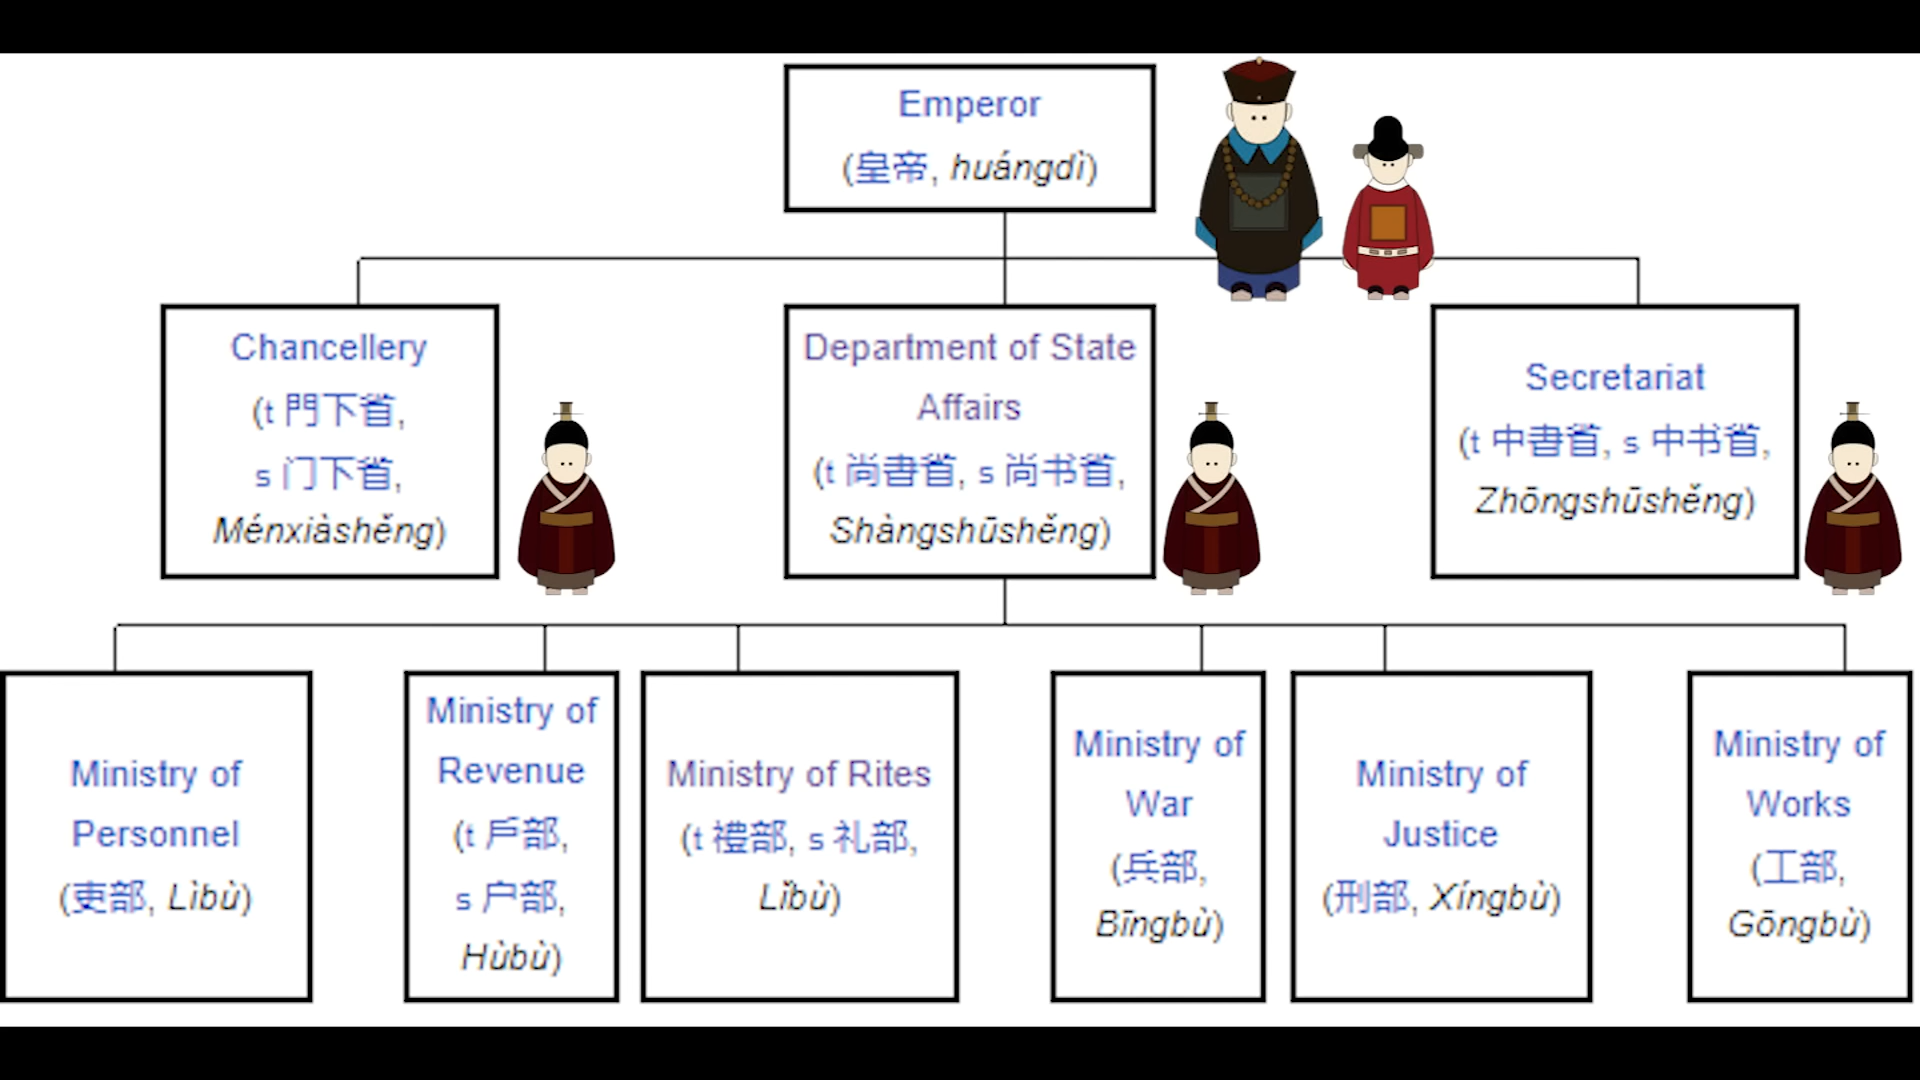 Emperor
(皇帝, huángdì)
Chancellery
(t 門下省,
s 门下省,
Ménxiàshěng)
Department of State
Affairs
(t 尚書省, s 尚书省,
Shàngshūshěng)
Secretariat
(t 中書省, s 中书省,
Zhōngshūshěng)
Ministry of
Personnel
(吏部, Lìbù)
Ministry of
Revenue
(t 戶部,
s 户部,
Hùbù)
Ministry of Rites
(t 禮部, s 礼部,
Lǐbù)
Ministry of
War
(兵部,
Bīngbù)
Ministry of
Justice
(刑部, Xíngbù)
Ministry of
Works
(工部,
Gōngbù)